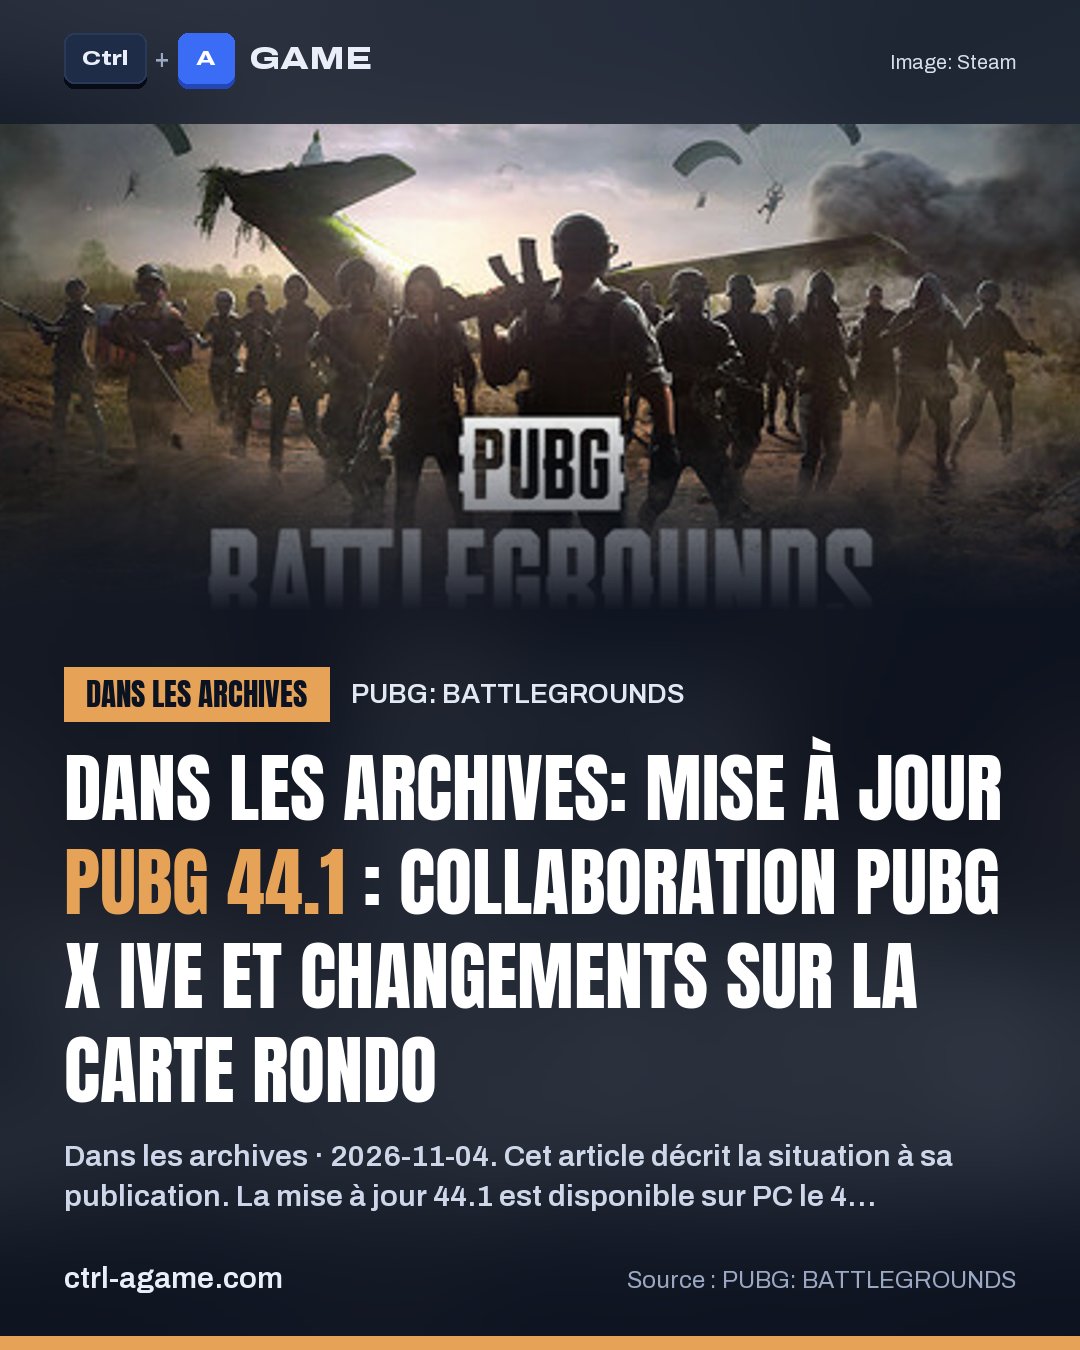 Ctrl + A GAME
Image: Steam
PUBG
BATTLEGROUNDS
DANS LES ARCHIVES
PUBG: BATTLEGROUNDS
DANS LES ARCHIVES: MISE À JOUR
PUBG 44.1 : COLLABORATION PUBG
X IVE ET CHANGEMENTS SUR LA
CARTE RONDO
Dans les archives · 2026-11-04. Cet article décrit la situation à sa
publication. La mise à jour 44.1 est disponible sur PC le 4…
ctrl-agame.com
Source : PUBG: BATTLEGROUNDS